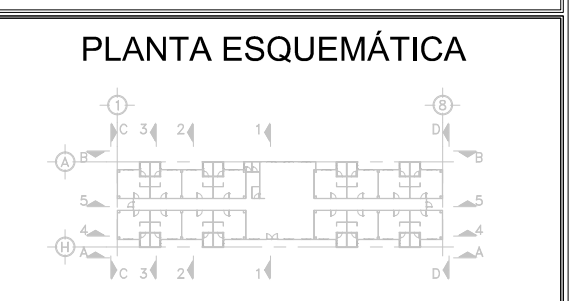 PLANTA ESQUEMÁTICA
1 8
C 3 2 1 D
A B B
5 5
4 4
H A A
C 3 2 1 D